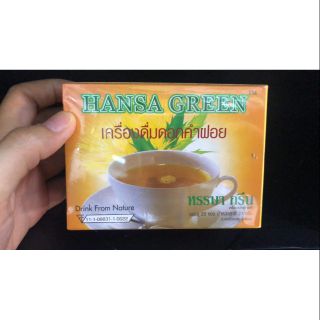 HANSA GREEN
TM
เครื่องดื่มดอกคำฝอย
หรรษา กรีน
Drink From Nature